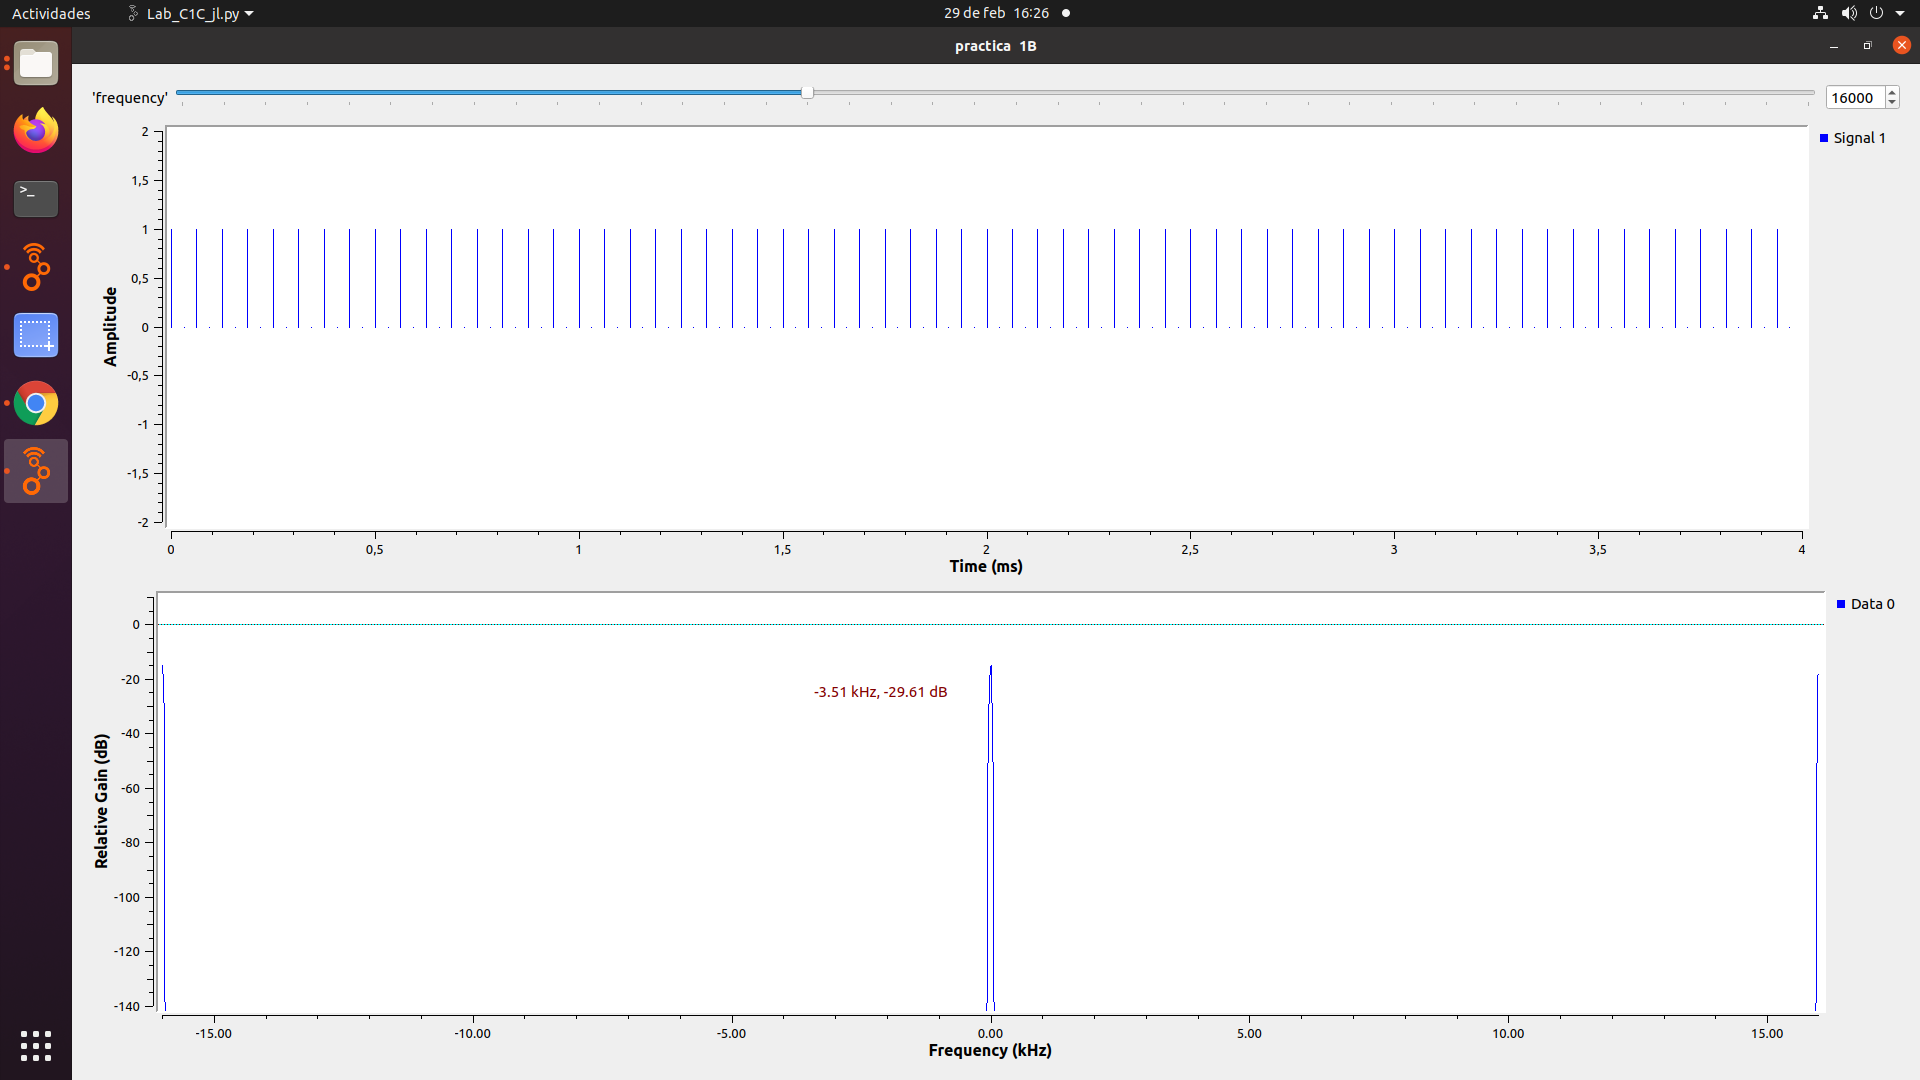 Actividades
Lab_C1C_jl.py
29 de feb 16:26
practica 1B
'frequency'
16000
2
1,5
1
0,5
0
-0,5
-1
-1,5
-2
Amplitude
Signal 1
0
0,5
1
1,5
2
2,5
3
3,5
4
Time (ms)
0
-20
-40
-60
-80
-100
-120
-140
Relative Gain (dB)
-3.51 kHz, -29.61 dB
Data 0
-15.00
-10.00
-5.00
0.00
5.00
10.00
15.00
Frequency (kHz)